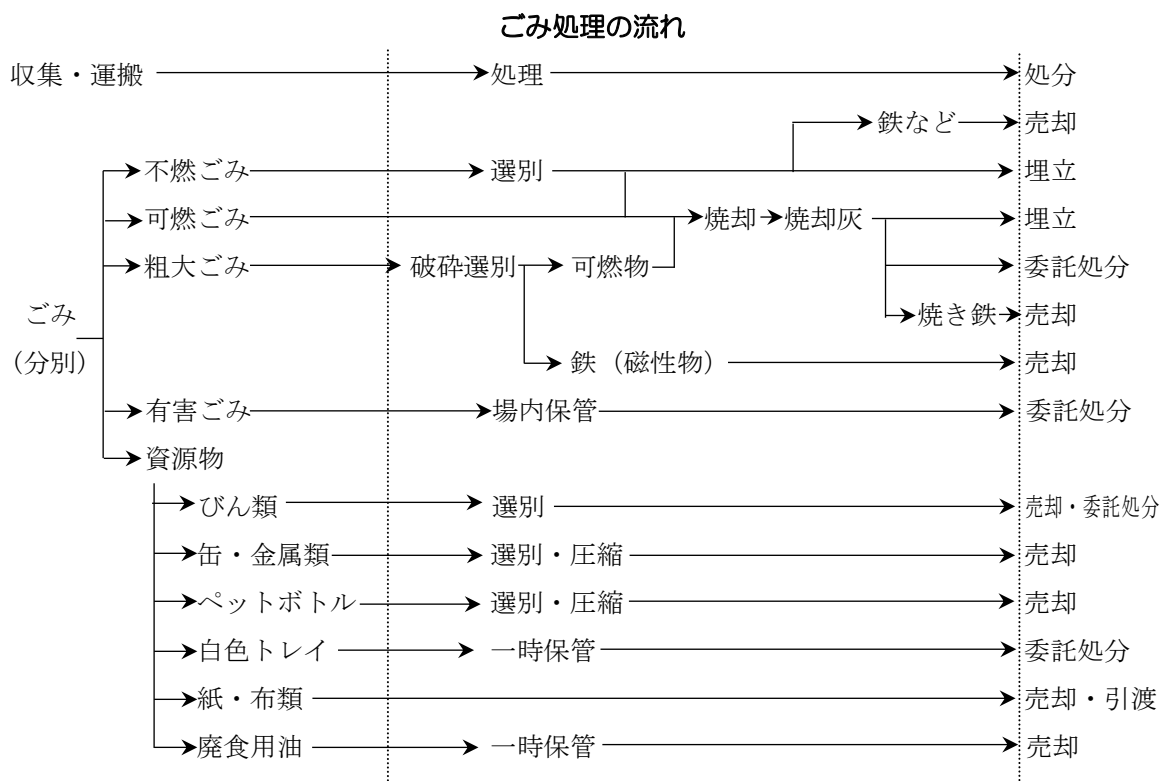 ごみ処理の流れ
収集・運搬 処理 処分
鉄など 売却
不燃ごみ 選別 埋立
可燃ごみ 焼却 焼却灰 埋立
粗大ごみ 破砕選別 可燃物 委託処分
ごみ 焼き鉄 売却
(分別) 鉄（磁性物） 売却
有害ごみ 場内保管 委託処分
資源物
びん類 選別 売却・委託処分
缶・金属類 選別・圧縮 売却
ペットボトル 選別・圧縮 売却
白色トレイ 一時保管 委託処分
紙・布類 売却・引渡
廃食用油 一時保管 売却